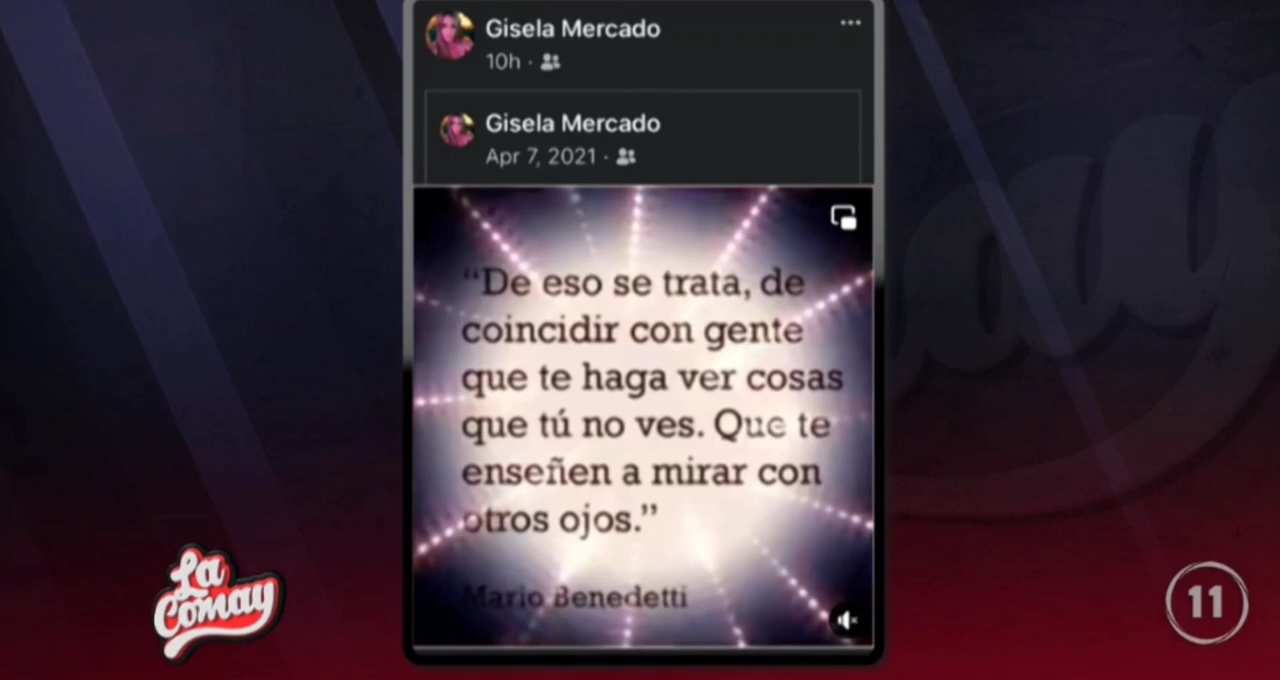 Gisela Mercado
10h ·
Gisela Mercado
Apr 7, 2021 ·
“De eso se trata, de
coincidir con gente
que te haga ver cosas
que tú no ves. Que te
enseñen a mirar con
otros ojos.”
Mario Benedetti
La
Comay
11